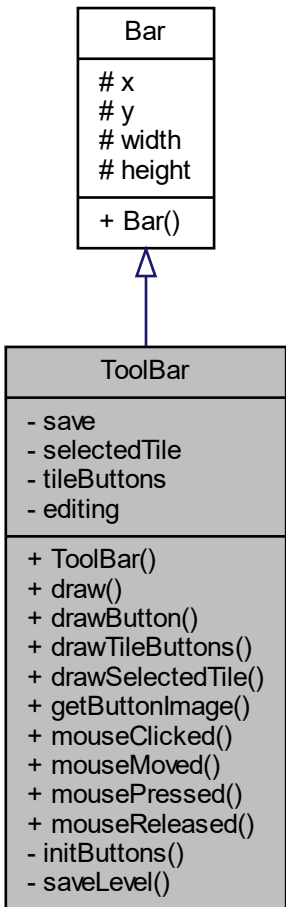 Bar
# x
# y
# width
# height
+ Bar()
ToolBar
- save
- selectedTile
- tileButtons
- editing
+ ToolBar()
+ draw()
+ drawButton()
+ drawTileButtons()
+ drawSelectedTile()
+ getButtonImage()
+ mouseClicked()
+ mouseMoved()
+ mousePressed()
+ mouseReleased()
- initButtons()
- saveLevel()